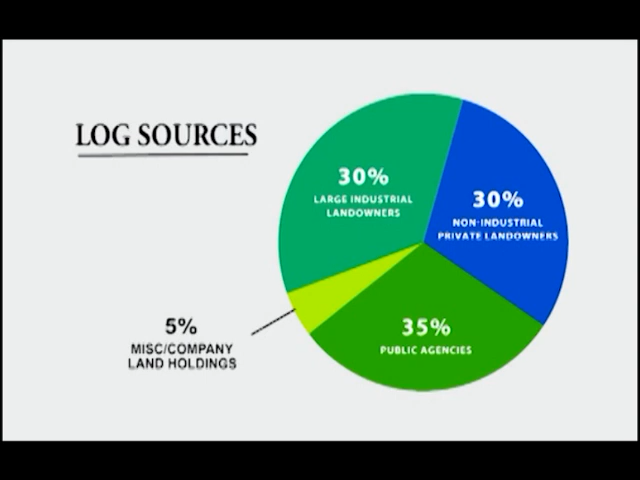 LOG SOURCES
30%
LARGE INDUSTRIAL
LANDOWNERS
30%
NON-INDUSTRIAL
PRIVATE LANDOWNERS
35%
PUBLIC AGENCIES
5%
MISC/COMPANY
LAND HOLDINGS